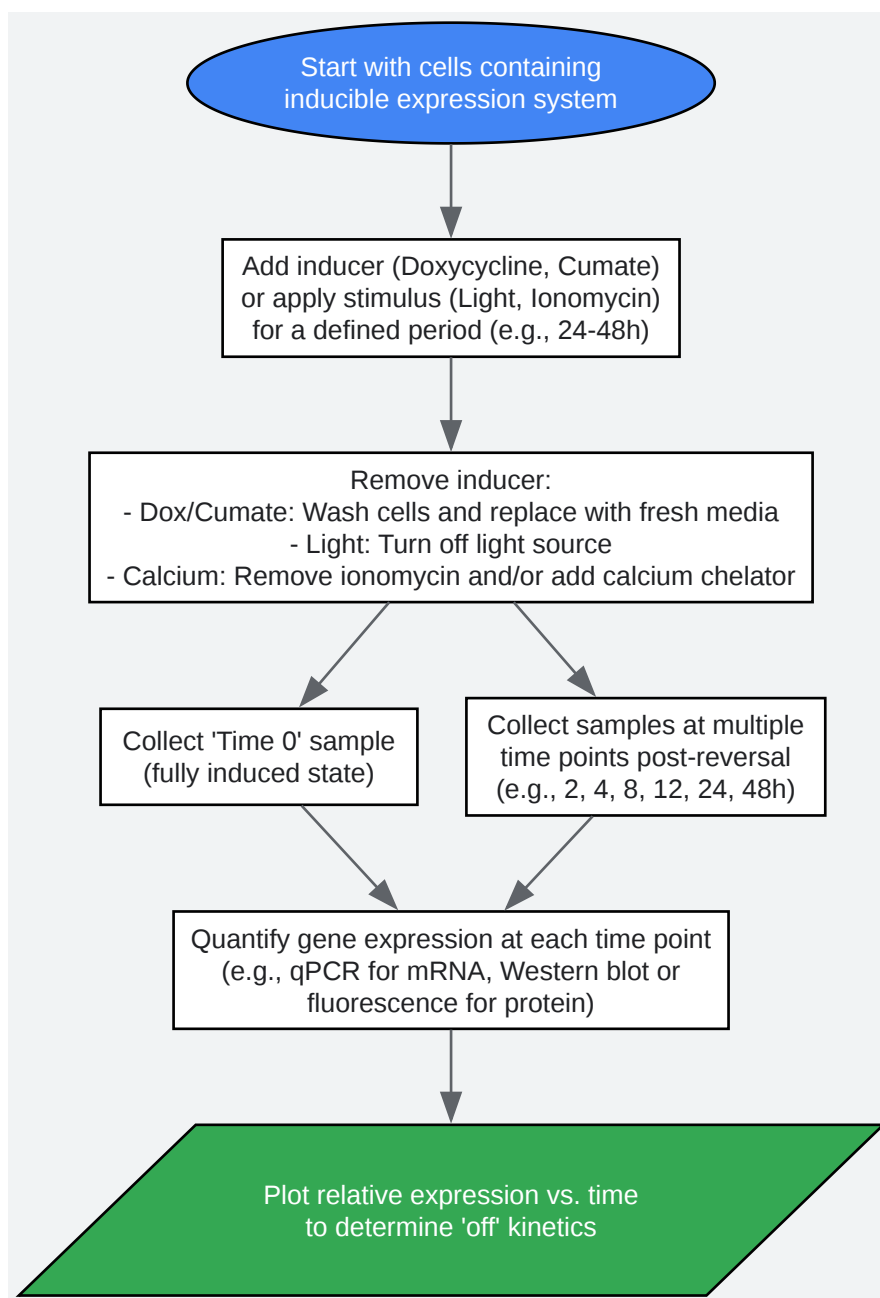 Start with cells containing
inducible expression system
Add inducer (Doxycycline, Cumate)
or apply stimulus (Light, Ionomycin)
for a defined period (e.g., 24-48h)
Remove inducer:
- Dox/Cumate: Wash cells and replace with fresh media
- Light: Turn off light source
- Calcium: Remove ionomycin and/or add calcium chelator
Collect 'Time 0' sample
(fully induced state)
Collect samples at multiple
time points post-reversal
(e.g., 2, 4, 8, 12, 24, 48h)
Quantify gene expression at each time point
(e.g., qPCR for mRNA, Western blot or
fluorescence for protein)
Plot relative expression vs. time
to determine 'off' kinetics